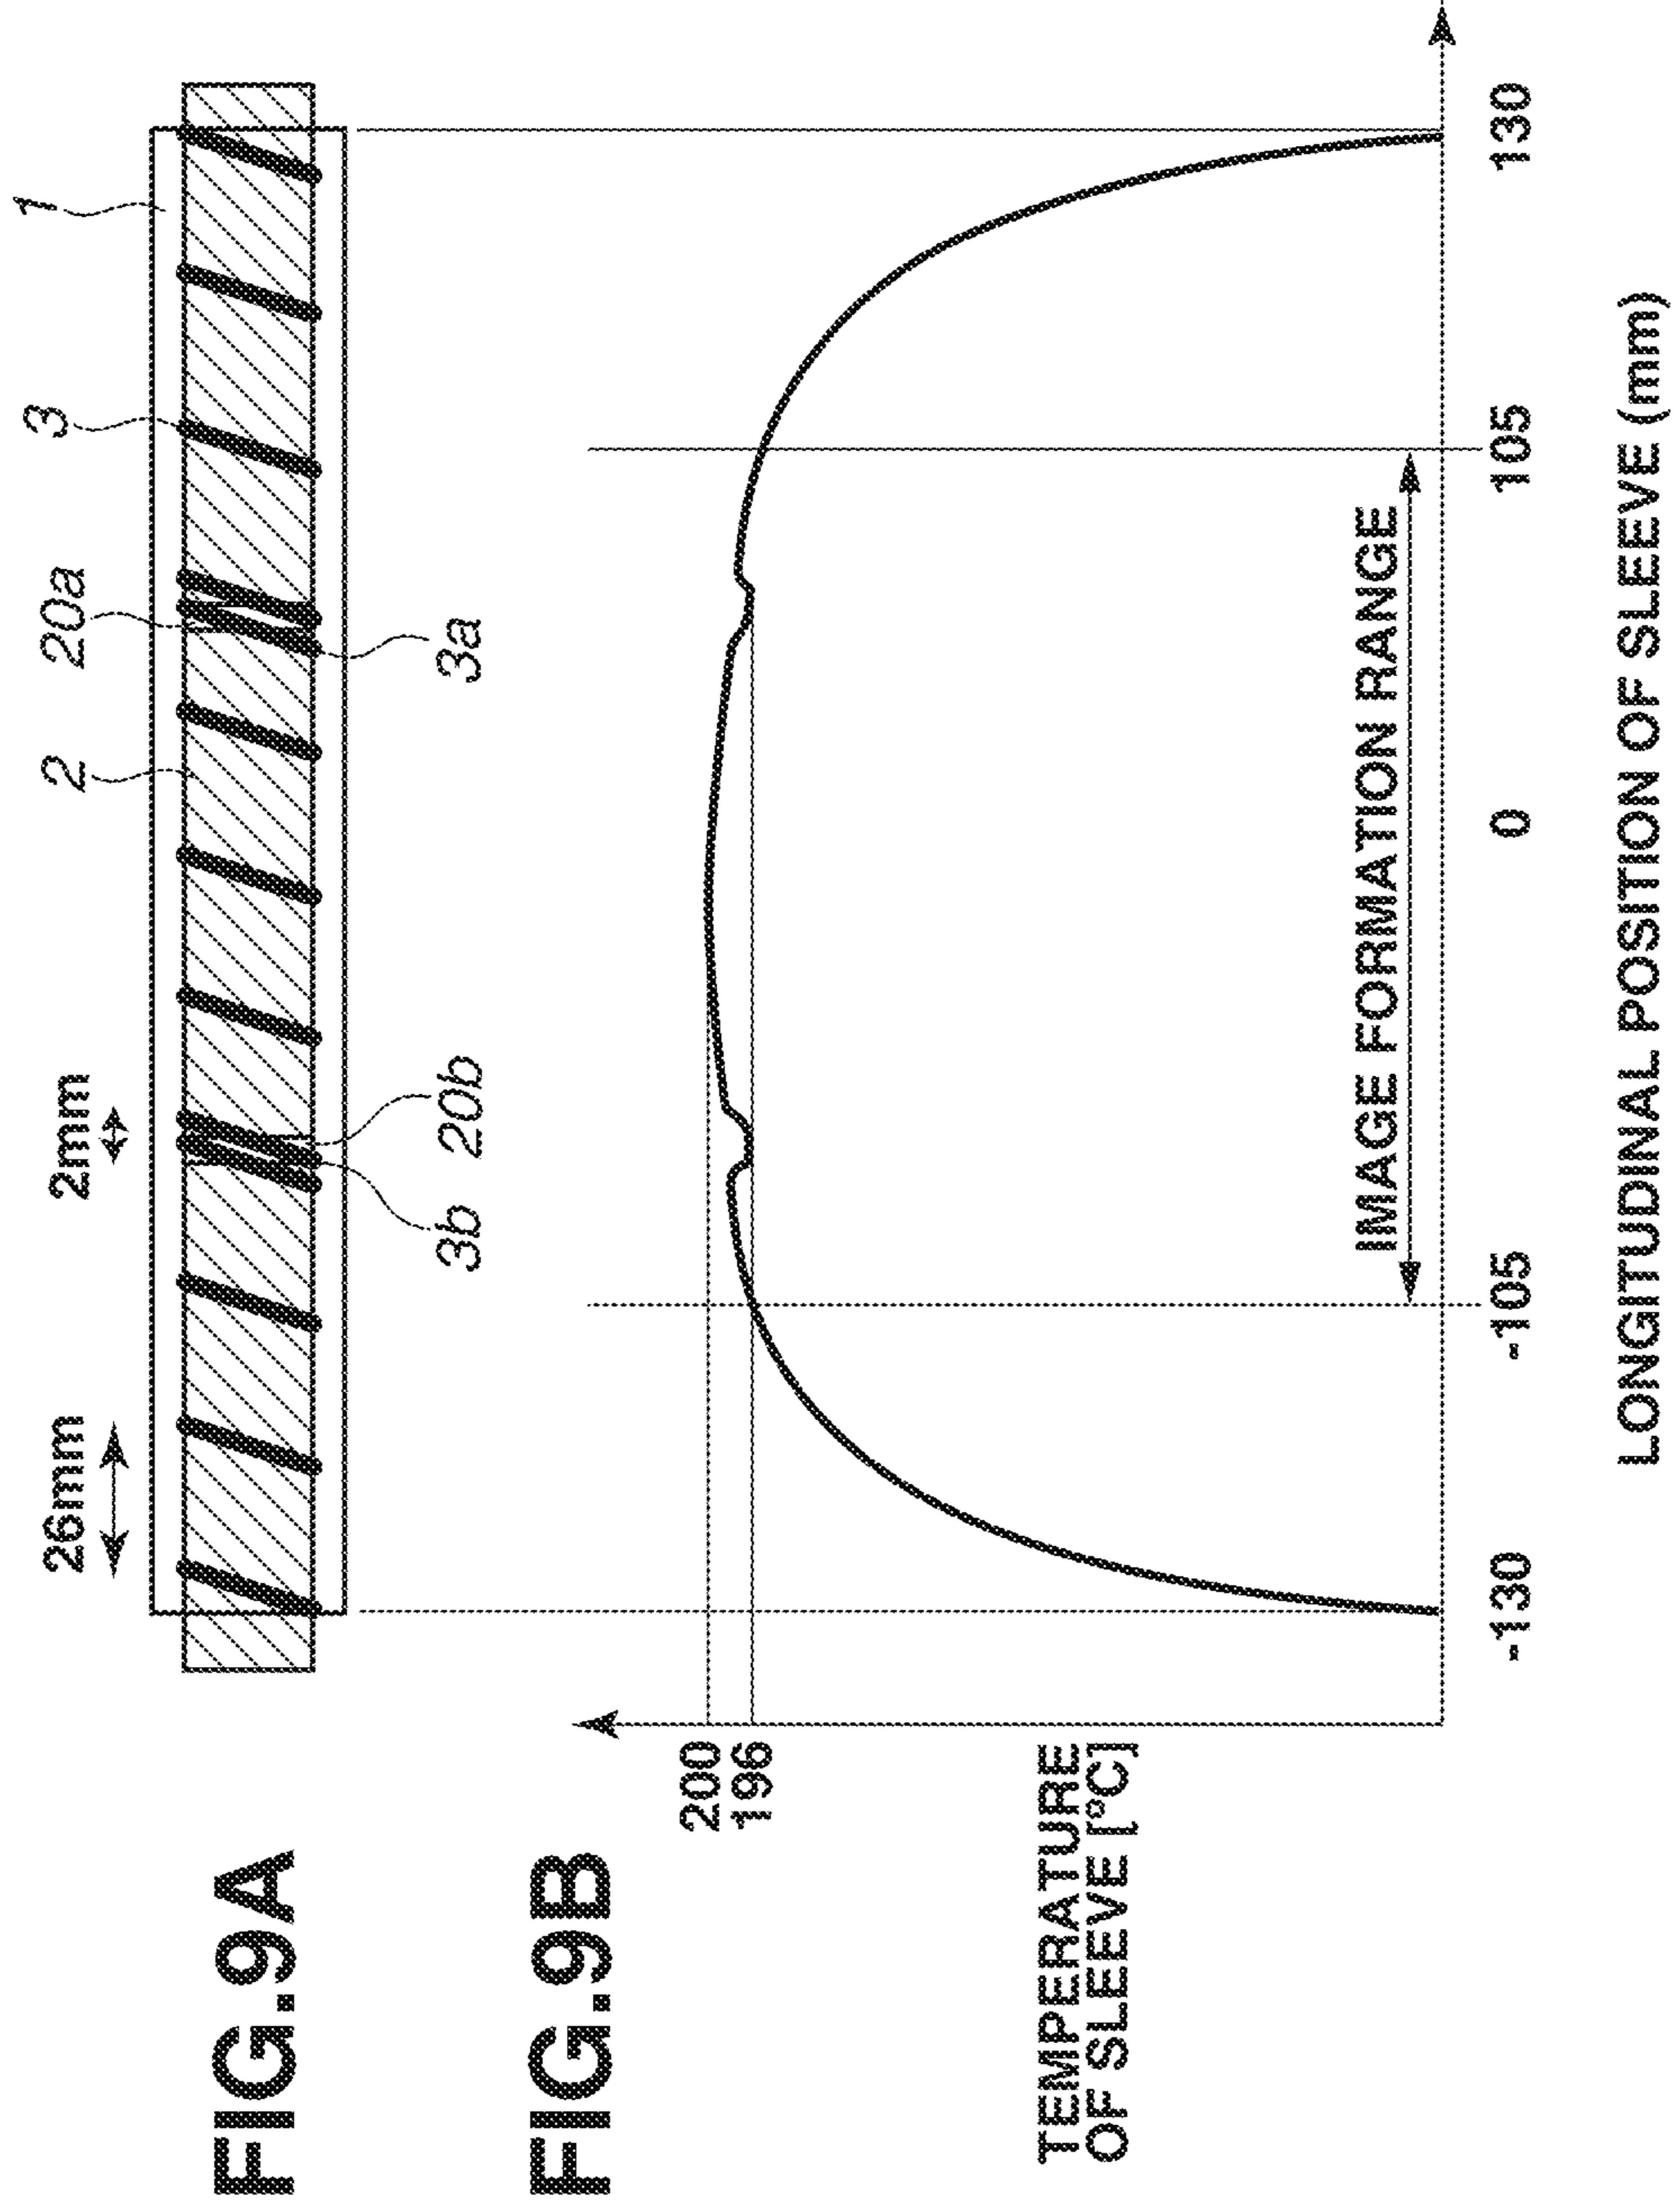 FIG.9A
26mm
2mm
2
20a
3
1
3b
20b
3a
FIG.9B
200
196
TEMPERATURE
OF SLEEVE [°C]
IMAGE FORMATION RANGE
-130
-105
0
105
130
LONGITUDINAL POSITION OF SLEEVE (mm)